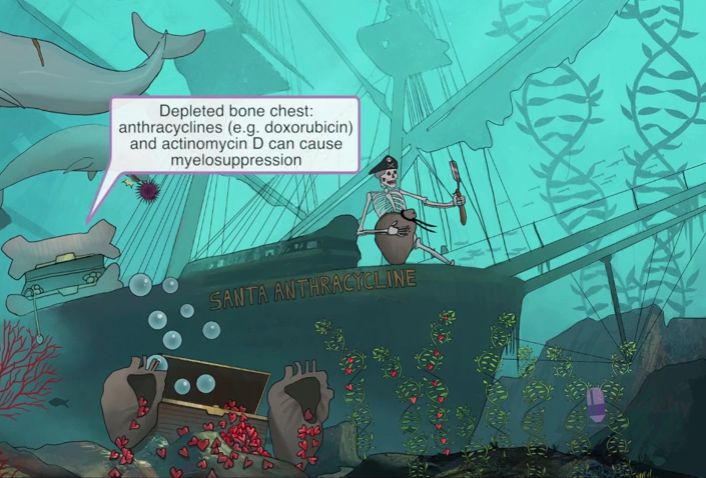 Depleted bone chest:
anthracyclines (e.g. doxorubicin)
and actinomycin D can cause
myelosuppression
SANTA ANTHRACYCLINE